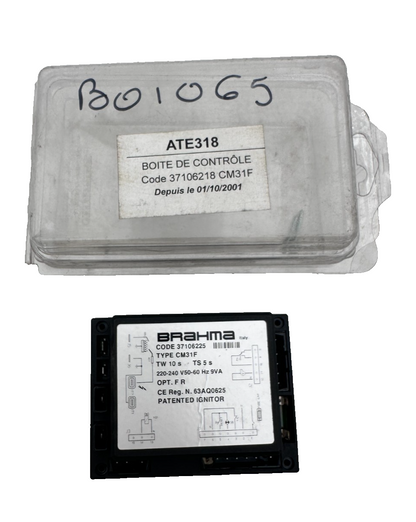 B01065
ATE318
BOITE DE CONTRÔLE
Code 37106218 CM31F
Depuis le 01/10/2001
BRAHMA Italy
CODE 37106225
TYPE CM31F
TW 10 s TS 5 s
220-240 V50-60 Hz 9VA
OPT. F R
CE Reg. N. 63AQ0625
PATENTED IGNITOR